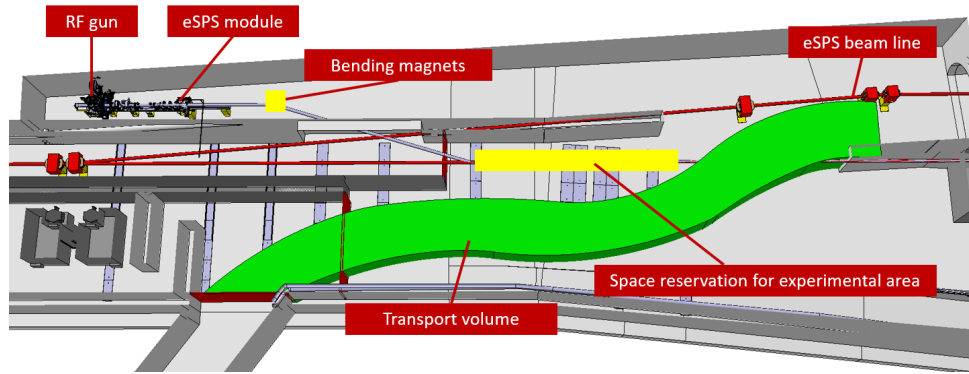 RF gun
eSPS module
Bending magnets
eSPS beam line
Space reservation for experimental area
Transport volume